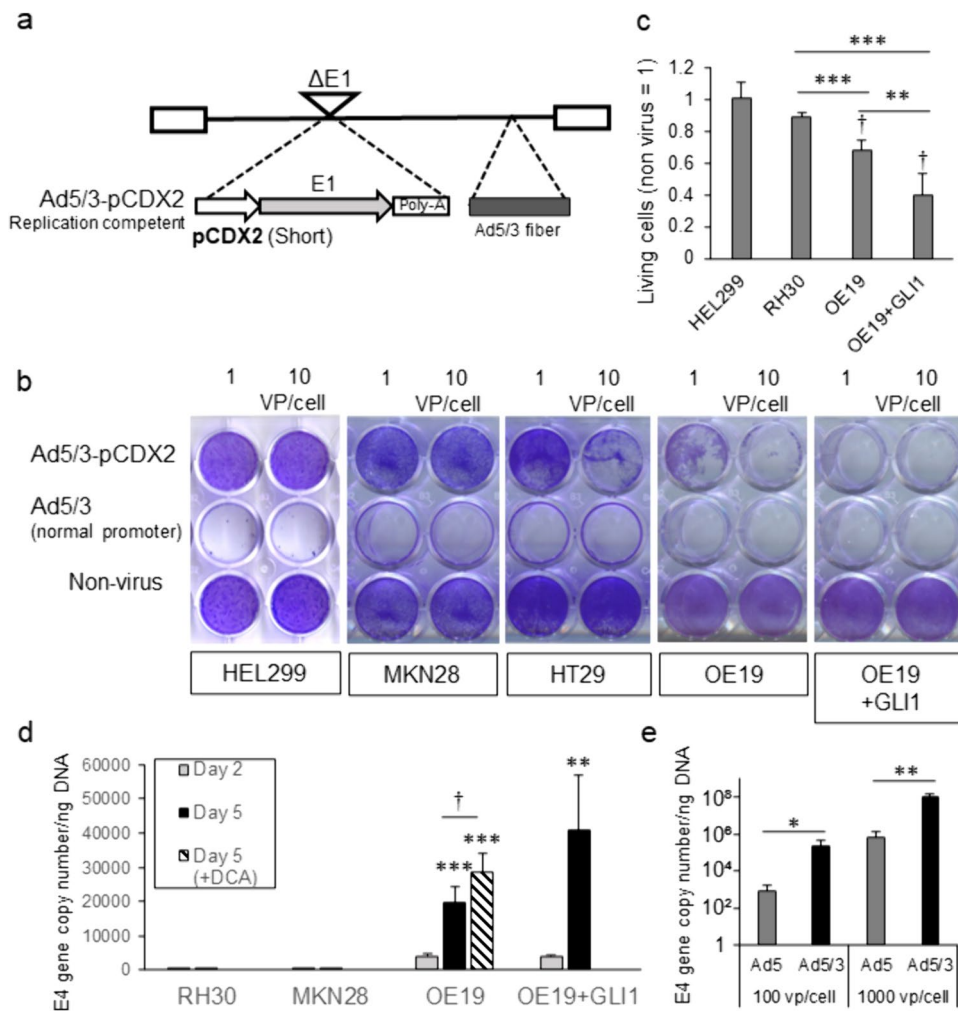 a
ΔE1
Ad5/3-pCDX2
Replication competent
E1
Poly-A
pCDX2 (Short)
Ad5/3 fiber
c
Living cells (non virus = 1)
1.2
1
0.8
0.6
0.4
0.2
0
***
***
**
†
†
HEL299
RH30
OE19
OE19+GLI1
b
1 10 1 10 1 10 1 10 1 10
VP/cell VP/cell VP/cell VP/cell VP/cell
Ad5/3-pCDX2
Ad5/3
(normal promoter)
Non-virus
HEL299
MKN28
HT29
OE19
OE19
+GLI1
d
E4 gene copy number/ng DNA
60000
50000
40000
30000
20000
10000
0
Day 2
Day 5
Day 5
(+DCA)
†
***
***
**
RH30 MKN28 OE19 OE19+GLI1
e
E4 gene copy number/ng DNA
10⁸
10⁶
10⁴
10²
1
*
**
Ad5 Ad5/3 Ad5 Ad5/3
100 vp/cell 1000 vp/cell